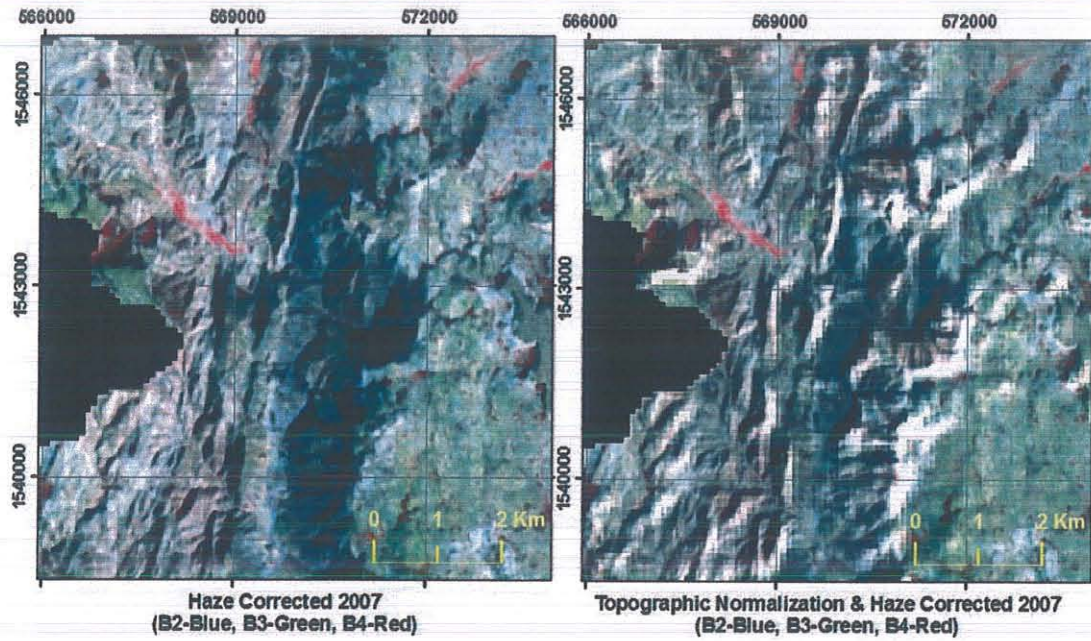 566000 569000 572000 566000 569000 572000
1546000 1546000
1543000 1543000
1540000 1540000
0 1 2 Km 0 1 2 Km
Haze Corrected 2007
(B2-Blue, B3-Green, B4-Red)
Topographic Normalization & Haze Corrected 2007
(B2-Blue, B3-Green, B4-Red)